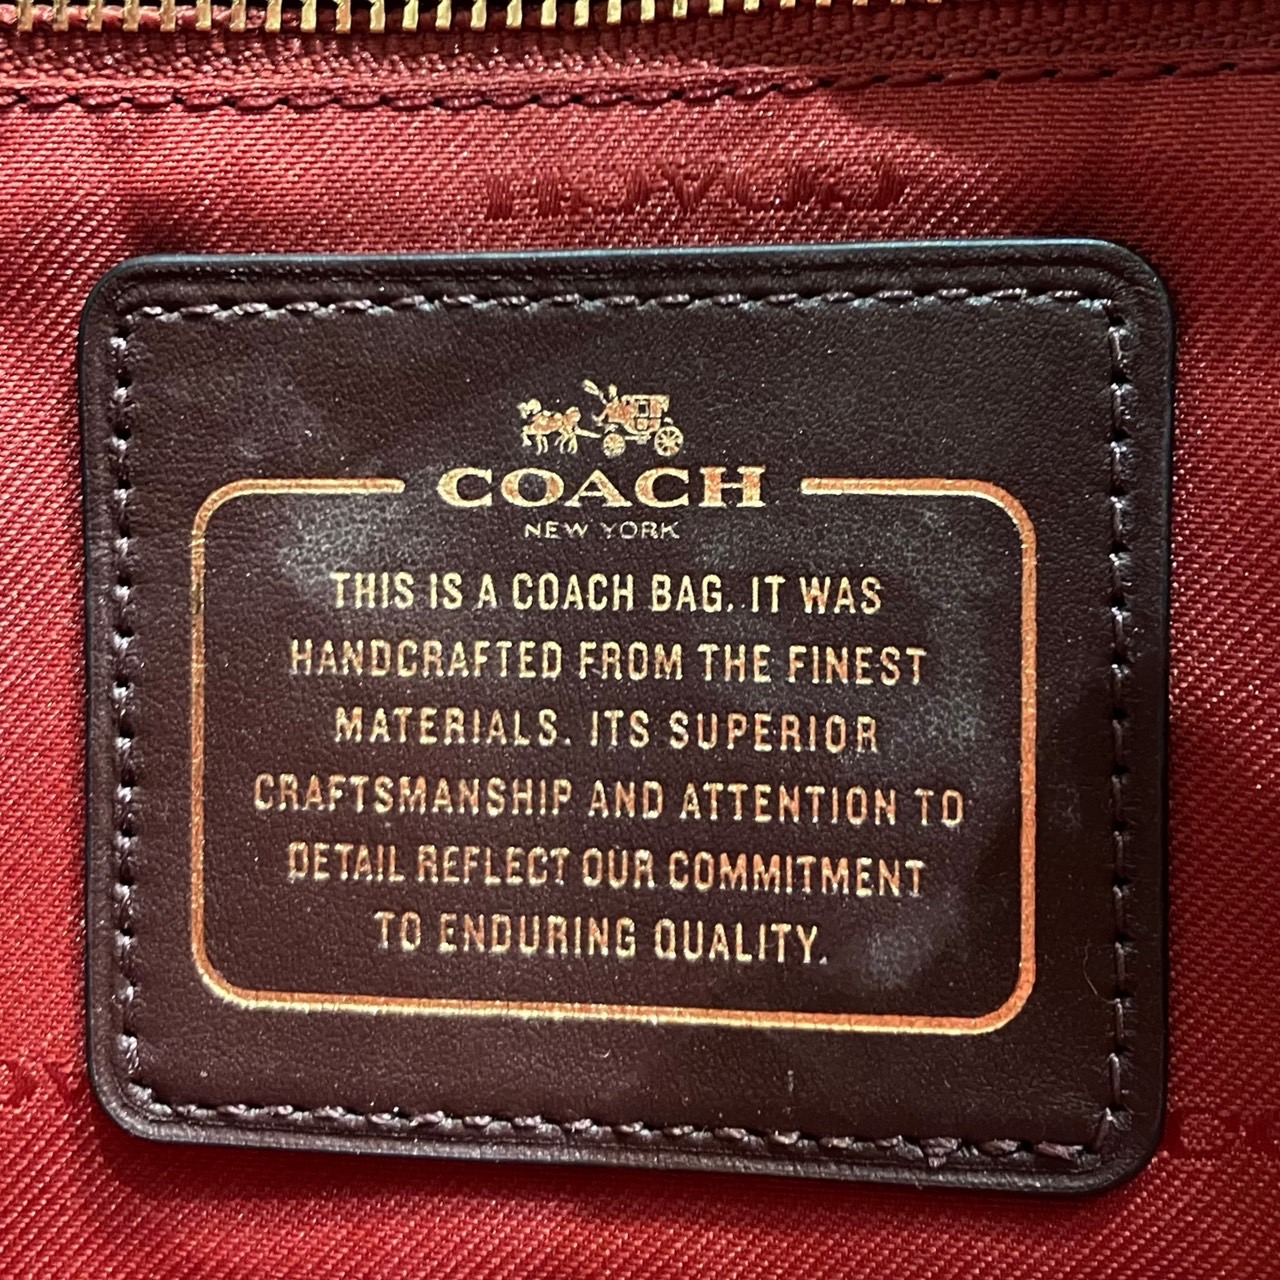 COACH
NEW YORK
THIS IS A COACH BAG. IT WAS
HANDCRAFTED FROM THE FINEST
MATERIALS. ITS SUPERIOR
CRAFTSMANSHIP AND ATTENTION TO
DETAIL REFLECT OUR COMMITMENT
TO ENDURING QUALITY.